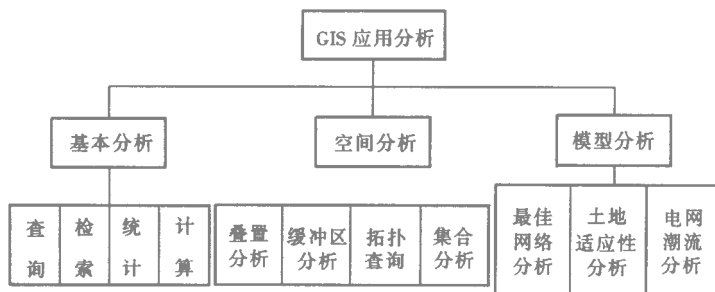 GIS 应用分析
基本分析
空间分析
模型分析
查询
检索
统计
计算
叠置
分析
缓冲区
分析
拓扑
查询
集合
分析
最佳
网络
分析
土地
适应性
分析
电网
潮流
分析